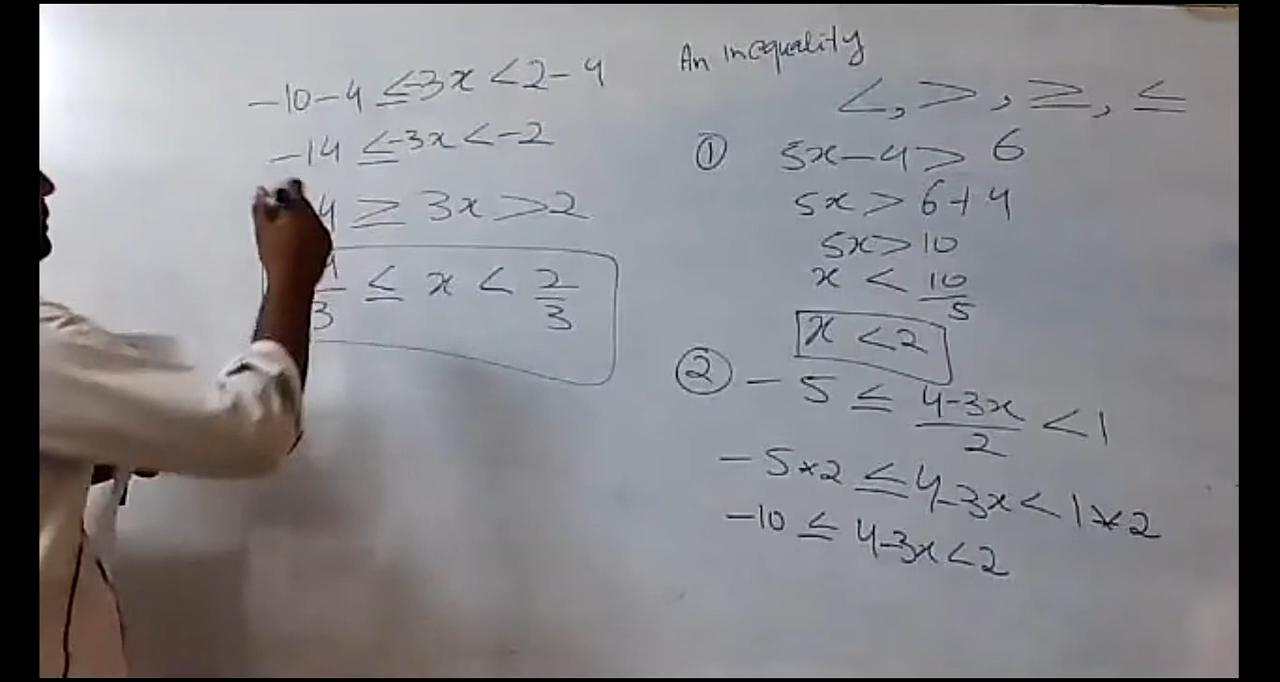 An inequality
<, >, ≥, ≤
① 5x-4> 6
5x > 6+4
5x>10
x < 10/5
x <2
② -5 ≤ 4-3x/2 <1
-5*2 ≤ 4-3x < 1*2
-10 ≤ 4-3x<2
-10-4 ≤-3x <2-4
-14 ≤-3x<-2
4 ≥ 3x >2
/3 ≤ x < 2/3